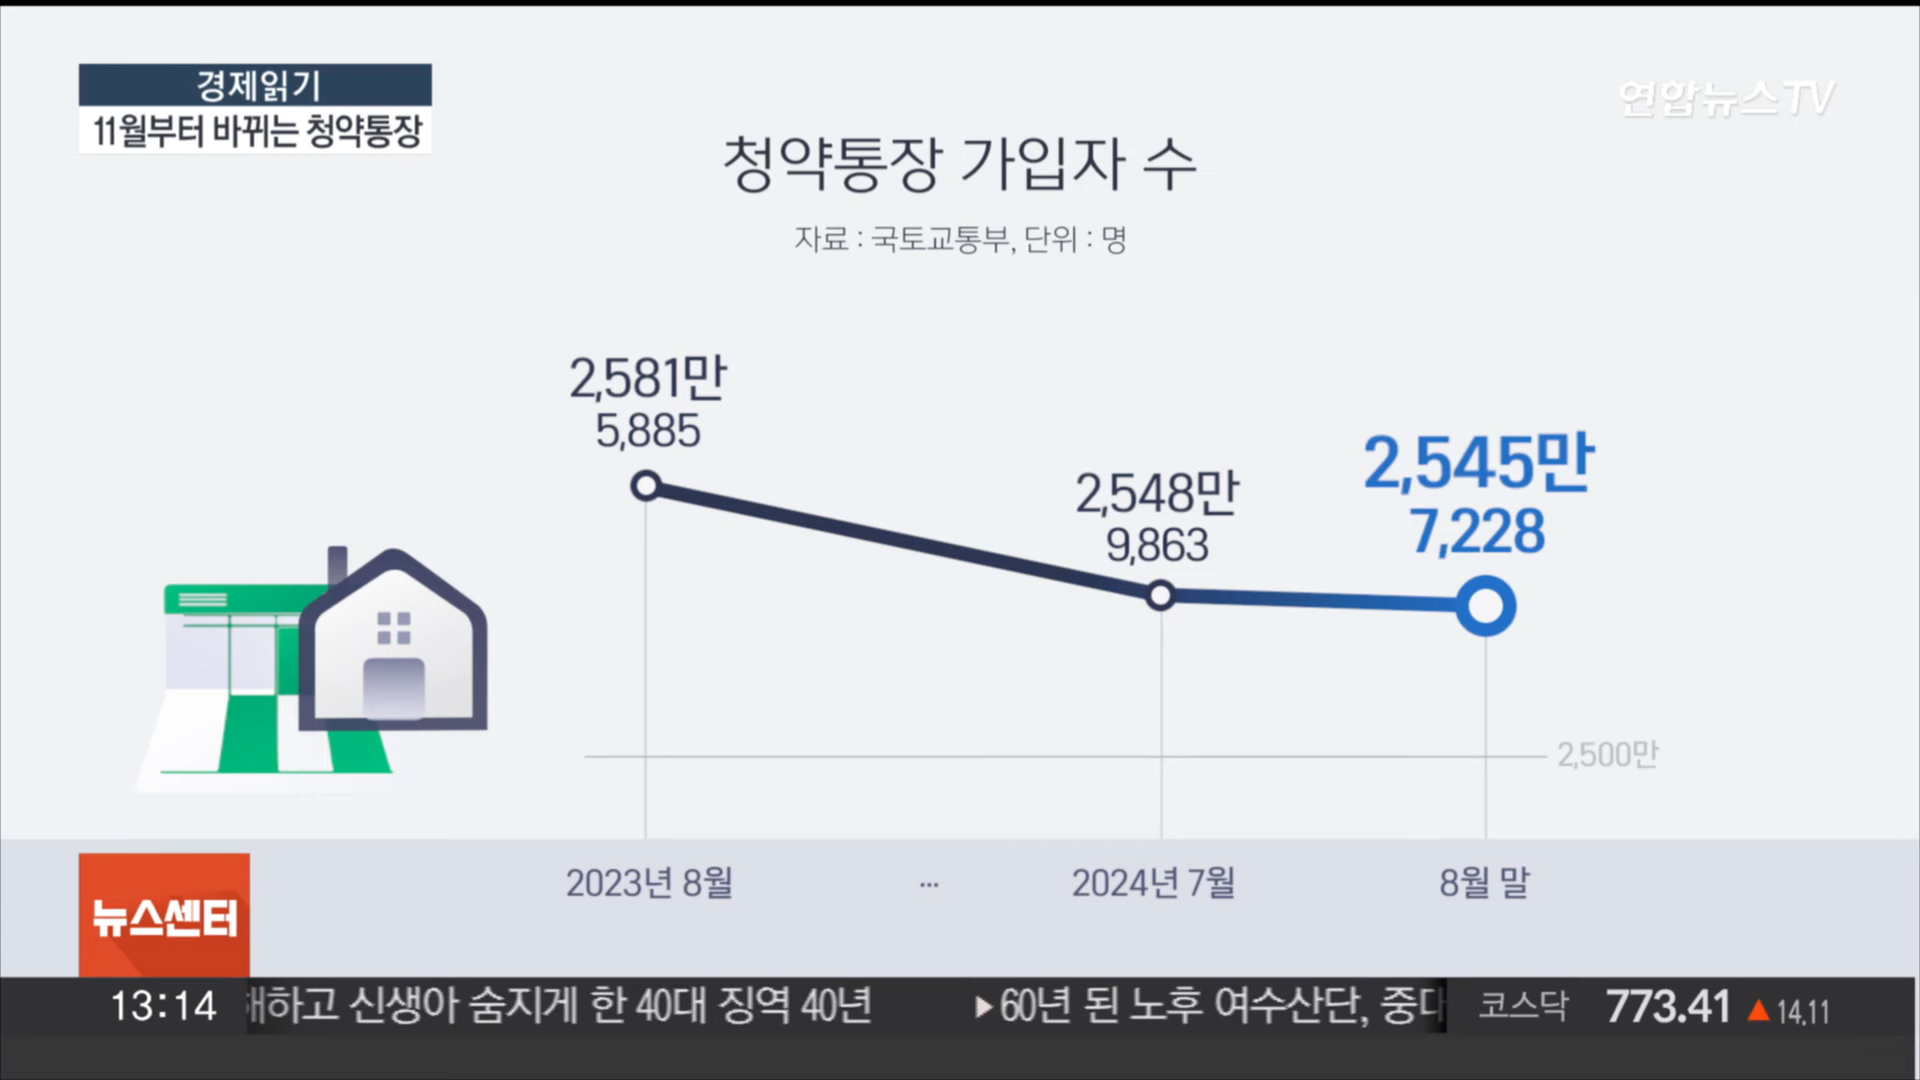 경제읽기
11월부터 바뀌는 청약통장
연합뉴스TV
청약통장 가입자 수
자료 : 국토교통부, 단위 : 명
2,581만
5,885
2,548만
9,863
2,545만
7,228
2,500만
2023년 8월 ... 2024년 7월 8월 말
뉴스센터
13:14 해하고 신생아 숨지게 한 40대 징역 40년 ▶60년 된 노후 여수산단, 중대 코스닥 773.41 ▲ 14.11